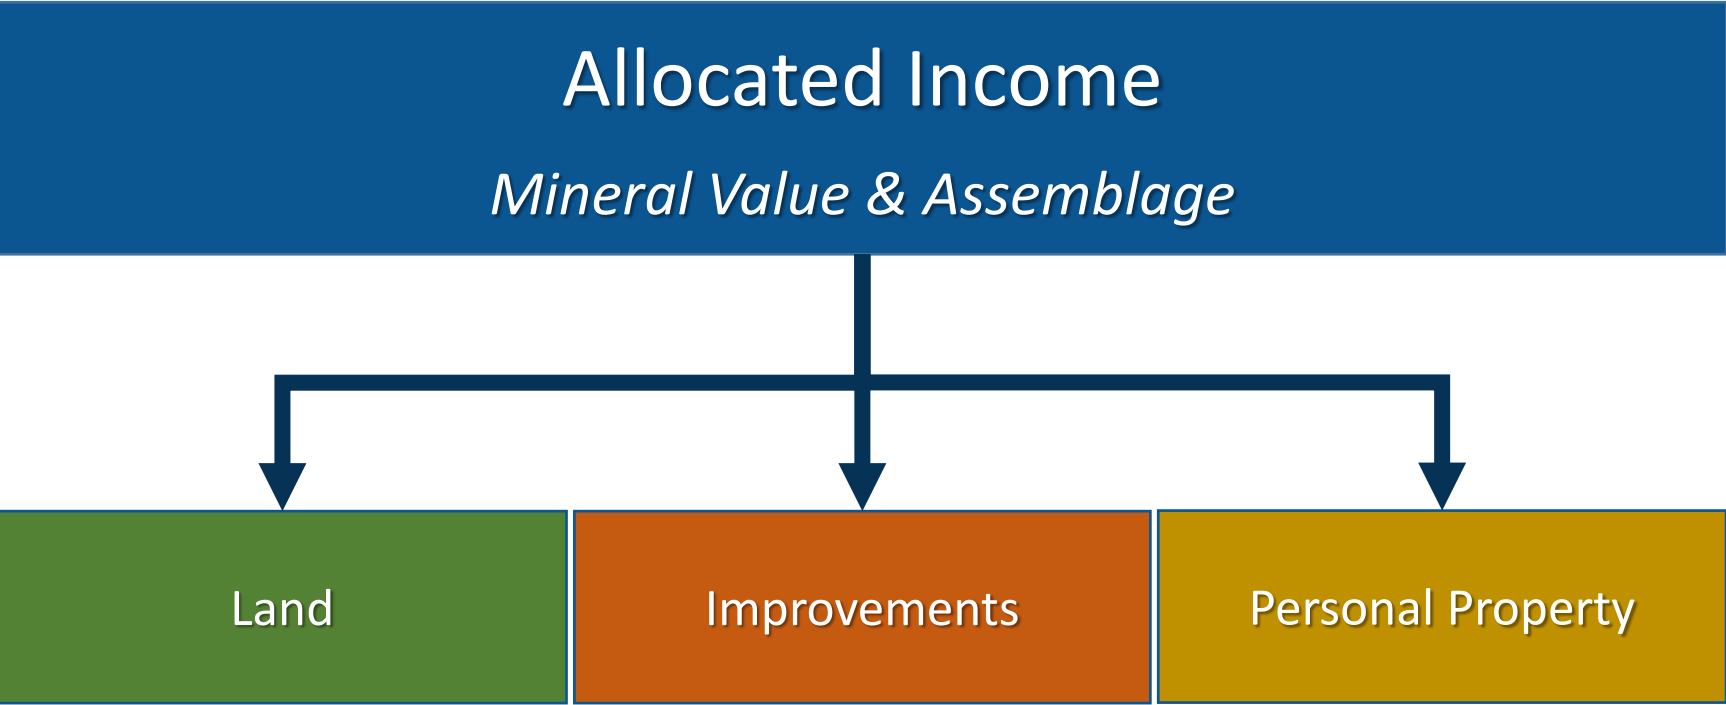 Allocated Income
Mineral Value & Assemblage
Land
Improvements
Personal Property